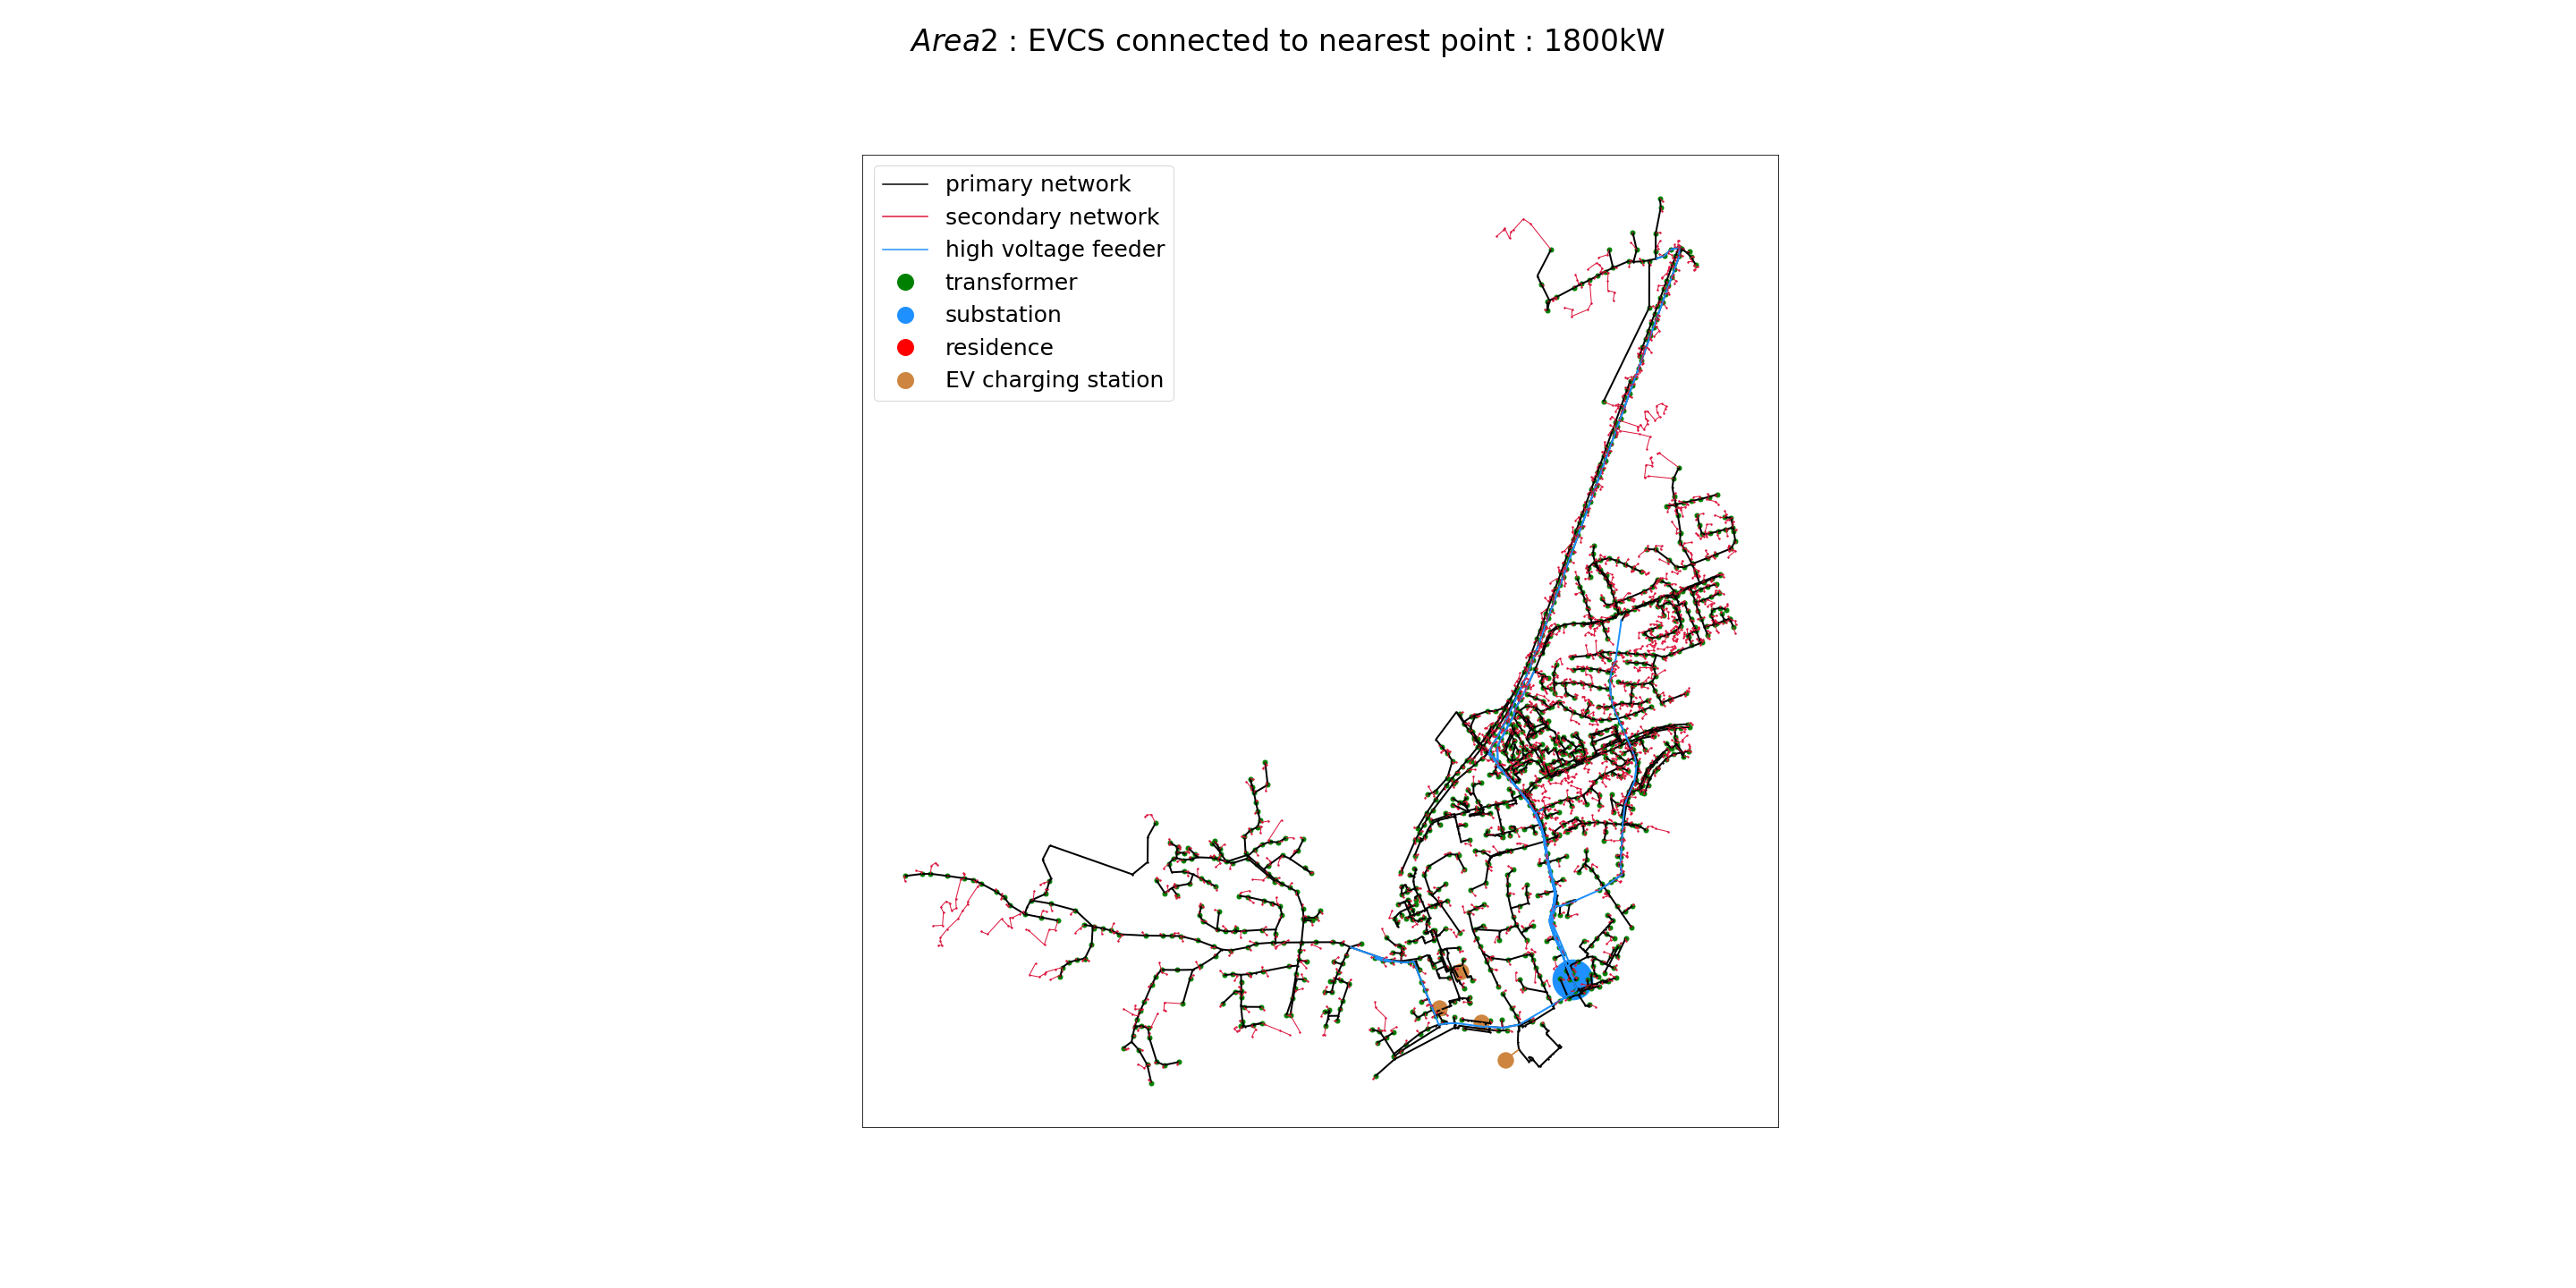 Area2 : EVCS connected to nearest point : 1800kW
primary network
secondary network
high voltage feeder
transformer
substation
residence
EV charging station